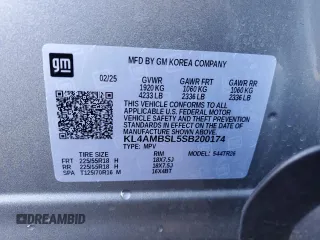 gm
MFD BY GM KOREA COMPANY
02/25 GVWR GAWR FRT GAWR RR
1920 KG 1060 KG 1060 KG
4233 LB 2336 LB 2336 LB
THIS VEHICLE CONFORMS TO ALL
APPLICABLE U.S. FEDERAL MOTOR
VEHICLE SAFETY AND THEFT
PREVENTION STANDARDS IN EFFECT
ON THE DATE OF MANUFACTURE
SHOWN ABOVE.
KL4AMBSL5SB200174
TYPE: MPV MODEL:
TIRE SIZE RIM
FRT 225/55R18 H 18X7.5J
RR 225/55R18 H 18X7.5J
SPA T125/70R16 M 16X4BT
DIDARBID